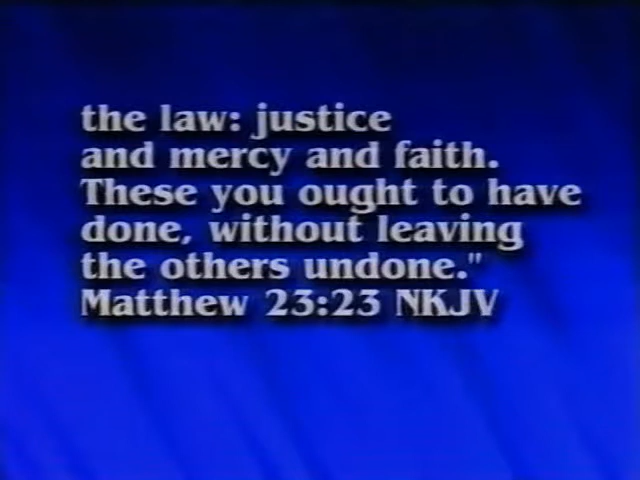 the law: justice
and mercy and faith.
These you ought to have
done, without leaving
the others undone."
Matthew 23:23 NKJV